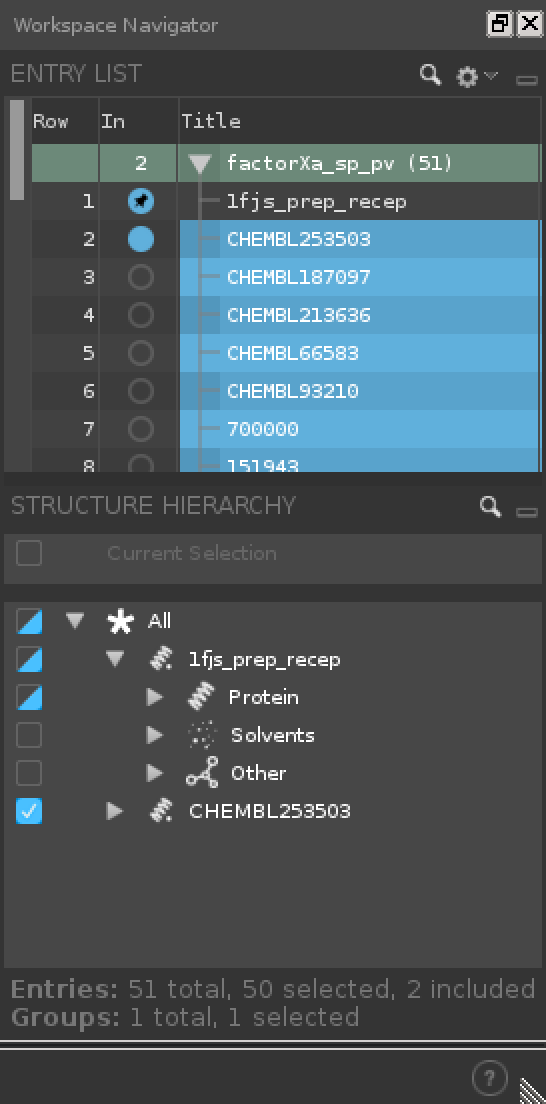 Workspace Navigator
ENTRY LIST
Row In Title
2 factorXa_sp_pv (51)
1 1fjs_prep_recep
2 CHEMBL253503
3 CHEMBL187097
4 CHEMBL213636
5 CHEMBL66583
6 CHEMBL93210
7 700000
8 151943
STRUCTURE HIERARCHY
Current Selection
All
1fjs_prep_recep
Protein
Solvents
Other
CHEMBL253503
Entries: 51 total, 50 selected, 2 included
Groups: 1 total, 1 selected
?